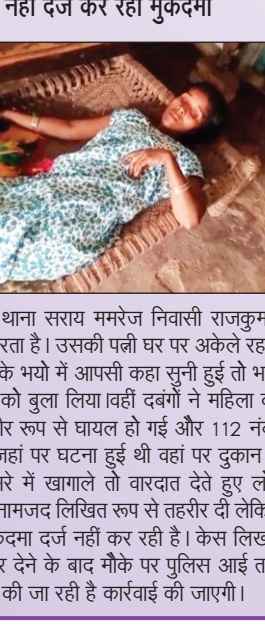 नहीं दर्ज कर रही मुकदमा
थाना सराय ममरेज निवासी राजकुम
रता है। उसकी पत्नी घर पर अकेले रह
के भयो में आपसी कहा सुनी हुई तो भ
को बुला लिया।वहीं दबंगों ने महिला व
ीर रूप से घायल हो गई और 112 नं
जहां पर घटना हुई थी वहां पर दुकान
मरे में खागाले तो वारदात देते हुए लो
नामजद लिखित रूप से तहरीर दी लेकि
कदमा दर्ज नहीं कर रही है। केस लिख
र देने के बाद मौके पर पुलिस आई त
की जा रही है कार्रवाई की जाएगी।